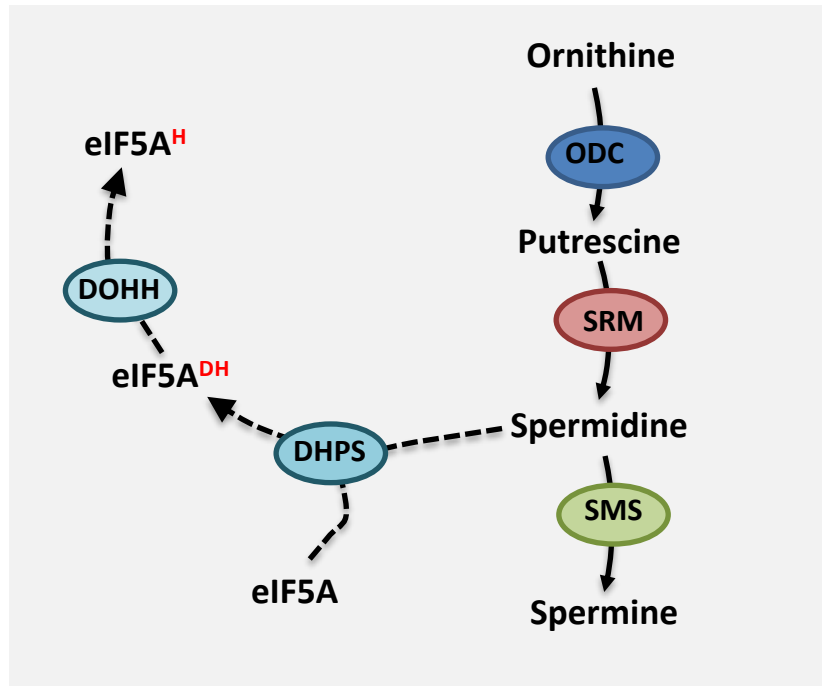 Ornithine
eIF5Aᴴ
ODC
Putrescine
DOHH
SRM
eIF5Aᴰᴴ
Spermidine
DHPS
SMS
eIF5A
Spermine